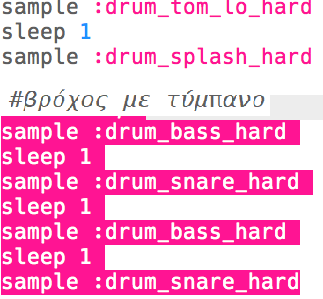 sample :drum_tom_lo_hard
sleep 1
sample :drum_splash_hard
#βρόχος με τύμπανο
sample :drum_bass_hard
sleep 1
sample :drum_snare_hard
sleep 1
sample :drum_bass_hard
sleep 1
sample :drum_snare_hard